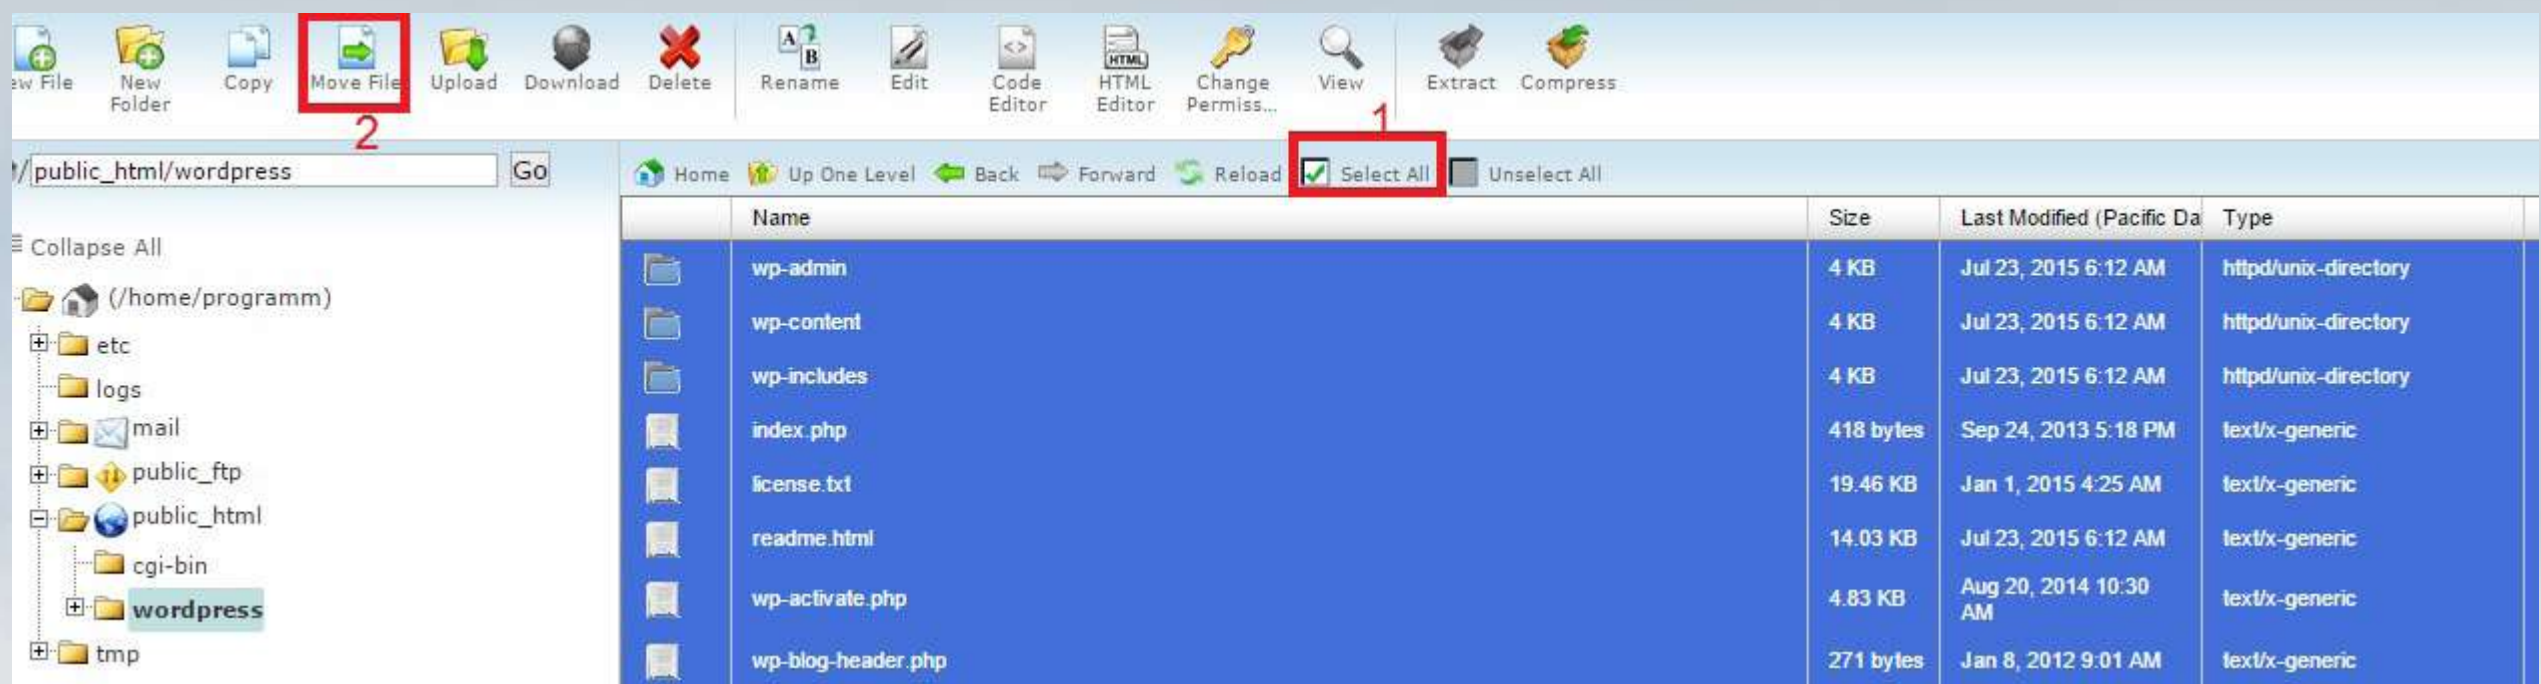 ew File
New Folder
Copy
Move File
Upload
Download
Delete
A B
Rename
Edit
<>
Code Editor
HTML
HTML Editor
Change Permiss...
View
Extract
Compress
2
1
/ public_html/wordpress Go
Home Up One Level Back Forward Reload Select All Unselect All
Collapse All
(/home/programm)
etc
logs
mail
public_ftp
public_html
cgi-bin
wordpress
tmp
Name Size Last Modified (Pacific Da Type
wp-admin 4 KB Jul 23, 2015 6:12 AM httpd/unix-directory
wp-content 4 KB Jul 23, 2015 6:12 AM httpd/unix-directory
wp-includes 4 KB Jul 23, 2015 6:12 AM httpd/unix-directory
index.php 418 bytes Sep 24, 2013 5:18 PM text/x-generic
license.txt 19.46 KB Jan 1, 2015 4:25 AM text/x-generic
readme.html 14.03 KB Jul 23, 2015 6:12 AM text/x-generic
wp-activate.php 4.83 KB Aug 20, 2014 10:30 AM text/x-generic
wp-blog-header.php 271 bytes Jan 8, 2012 9:01 AM text/x-generic